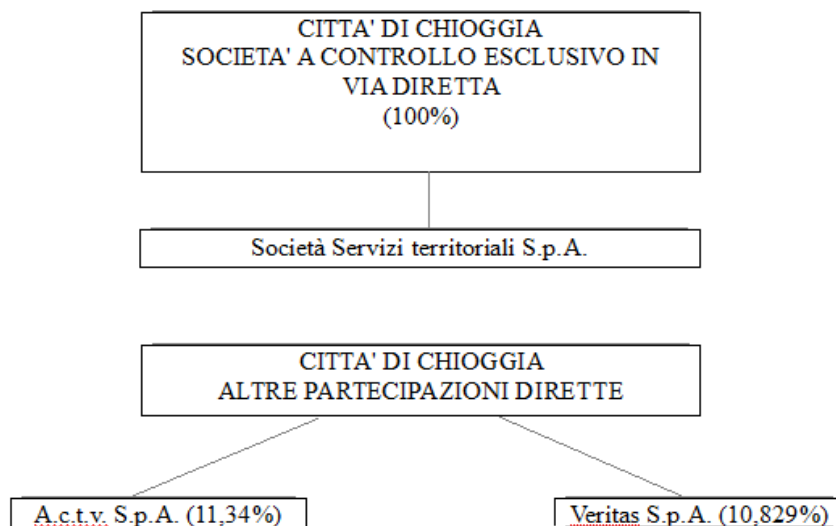 CITTA' DI CHIOGGIA
SOCIETA' A CONTROLLO ESCLUSIVO IN
VIA DIRETTA
(100%)
Società Servizi territoriali S.p.A.
CITTA' DI CHIOGGIA
ALTRE PARTECIPAZIONI DIRETTE
A.c.t.v. S.p.A. (11,34%)
Veritas S.p.A. (10,829%)